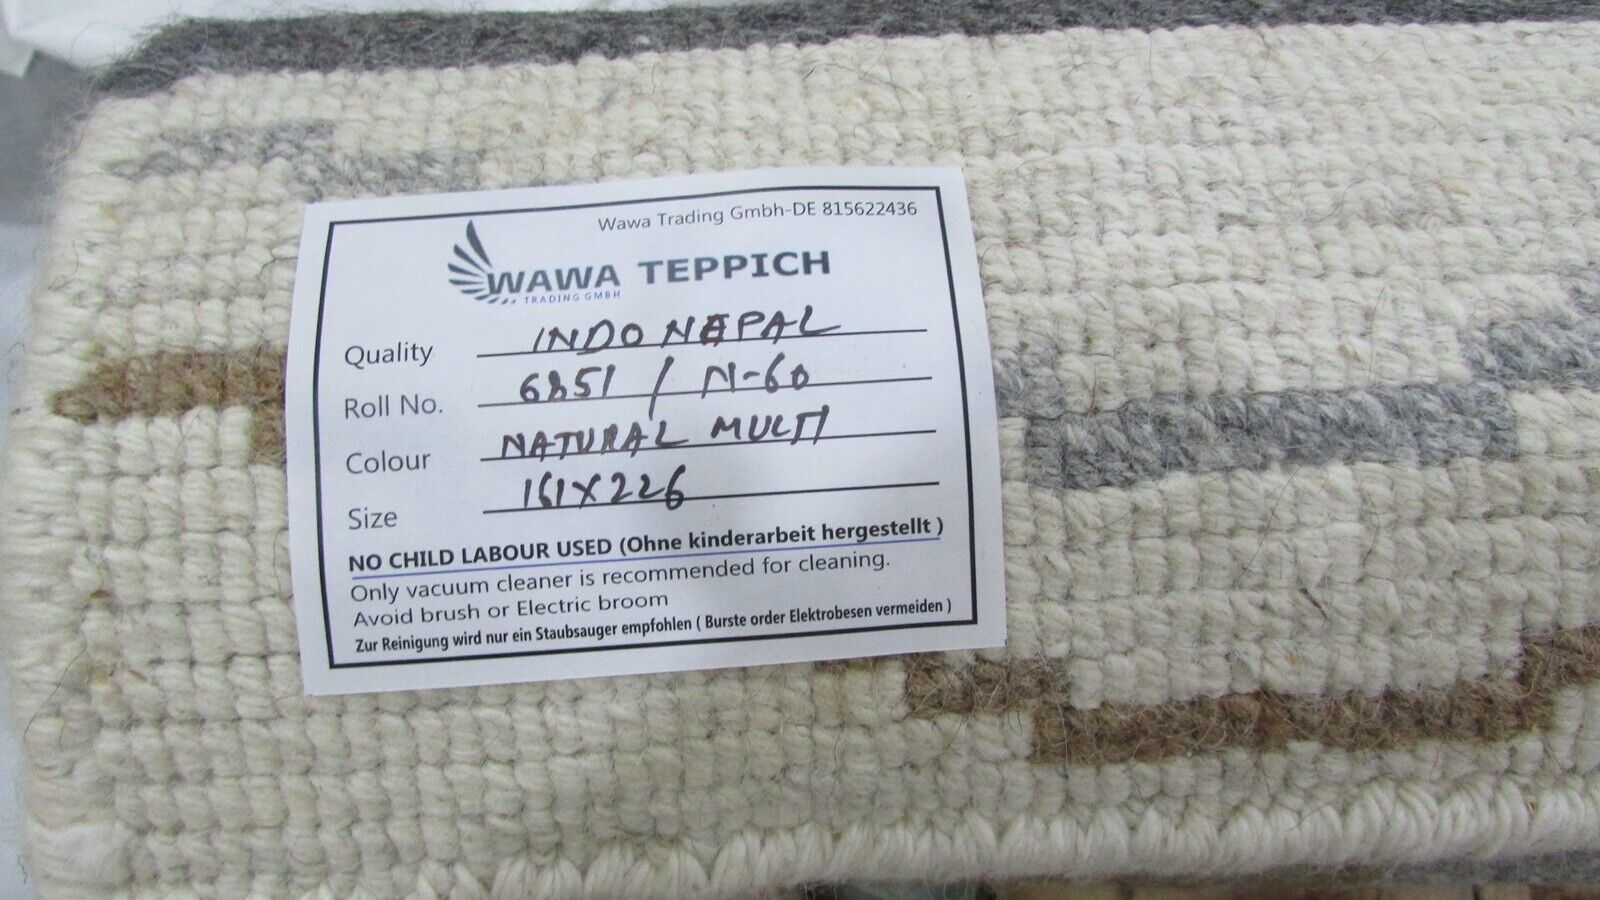 Wawa Trading Gmbh-DE 815622436
WAWA TEPPICH
TRADING GMBH
Quality INDO NEPAL
Roll No. 6851 / N-60
Colour NATURAL MULTI
Size 161X226
NO CHILD LABOUR USED (Ohne kinderarbeit hergestellt )
Only vacuum cleaner is recommended for cleaning.
Avoid brush or Electric broom
Zur Reinigung wird nur ein Staubsauger empfohlen ( Burste order Elektrobesen vermeiden )